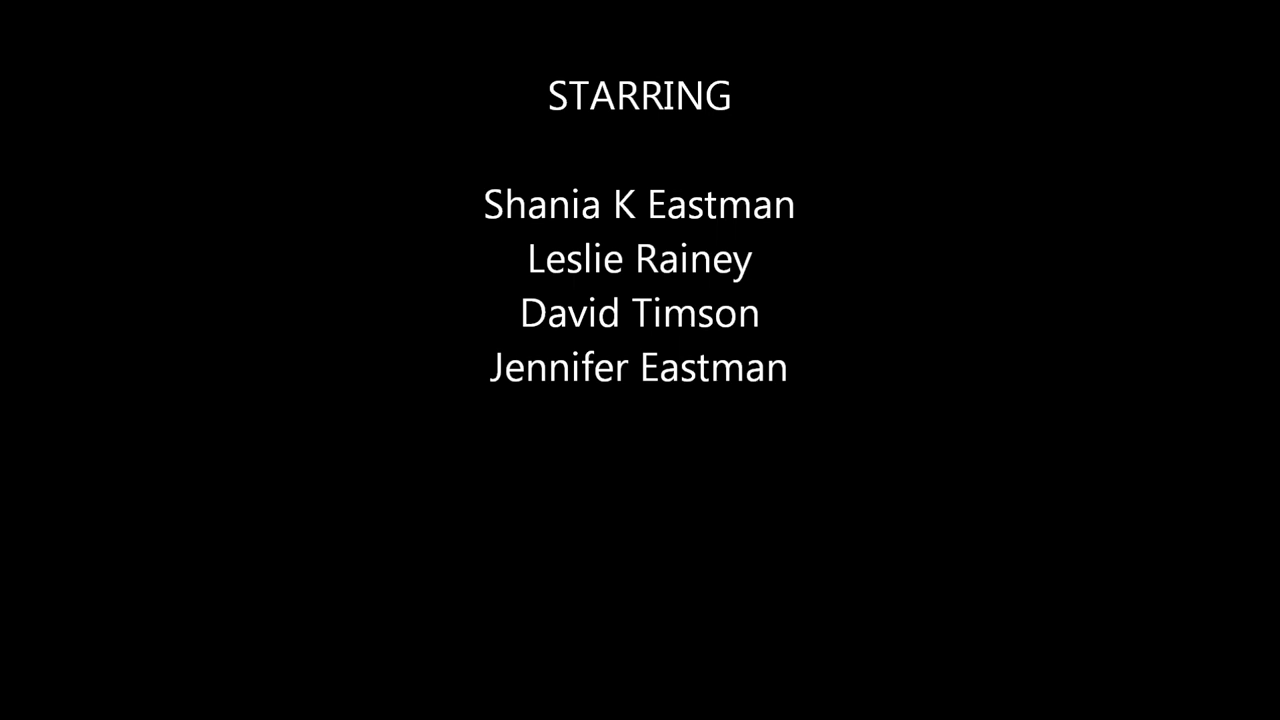 STARRING
Shania K Eastman
Leslie Rainey
David Timson
Jennifer Eastman